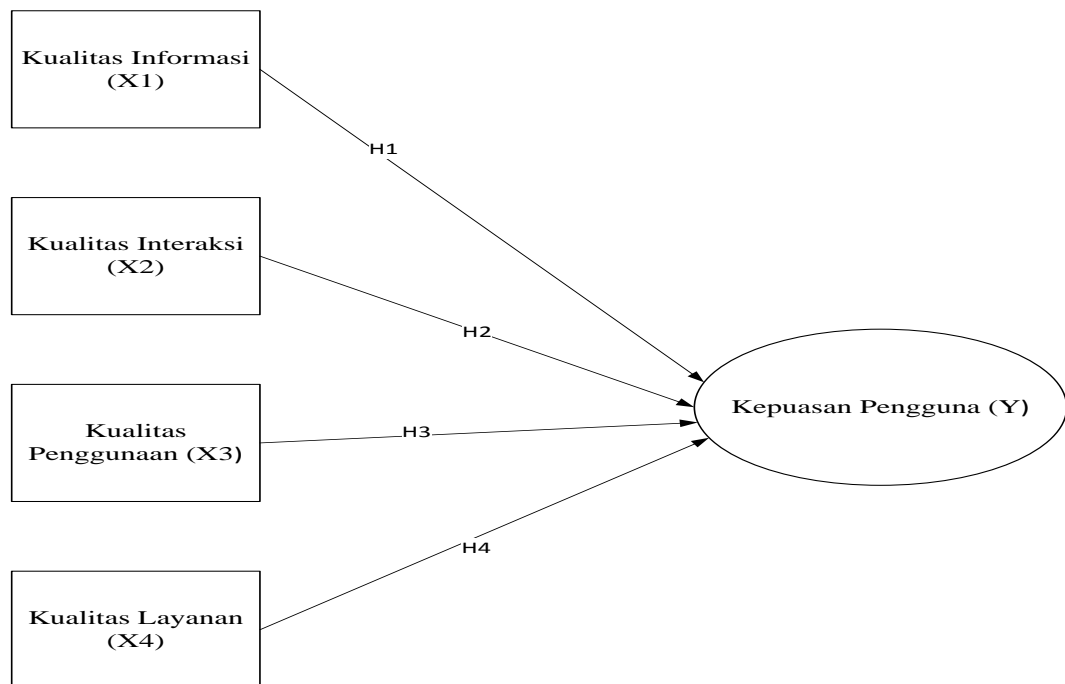 Kualitas Informasi
(X1)
H1
Kualitas Interaksi
(X2)
H2
Kepuasan Pengguna (Y)
Kualitas
Penggunaan (X3)
H3
H4
Kualitas Layanan
(X4)